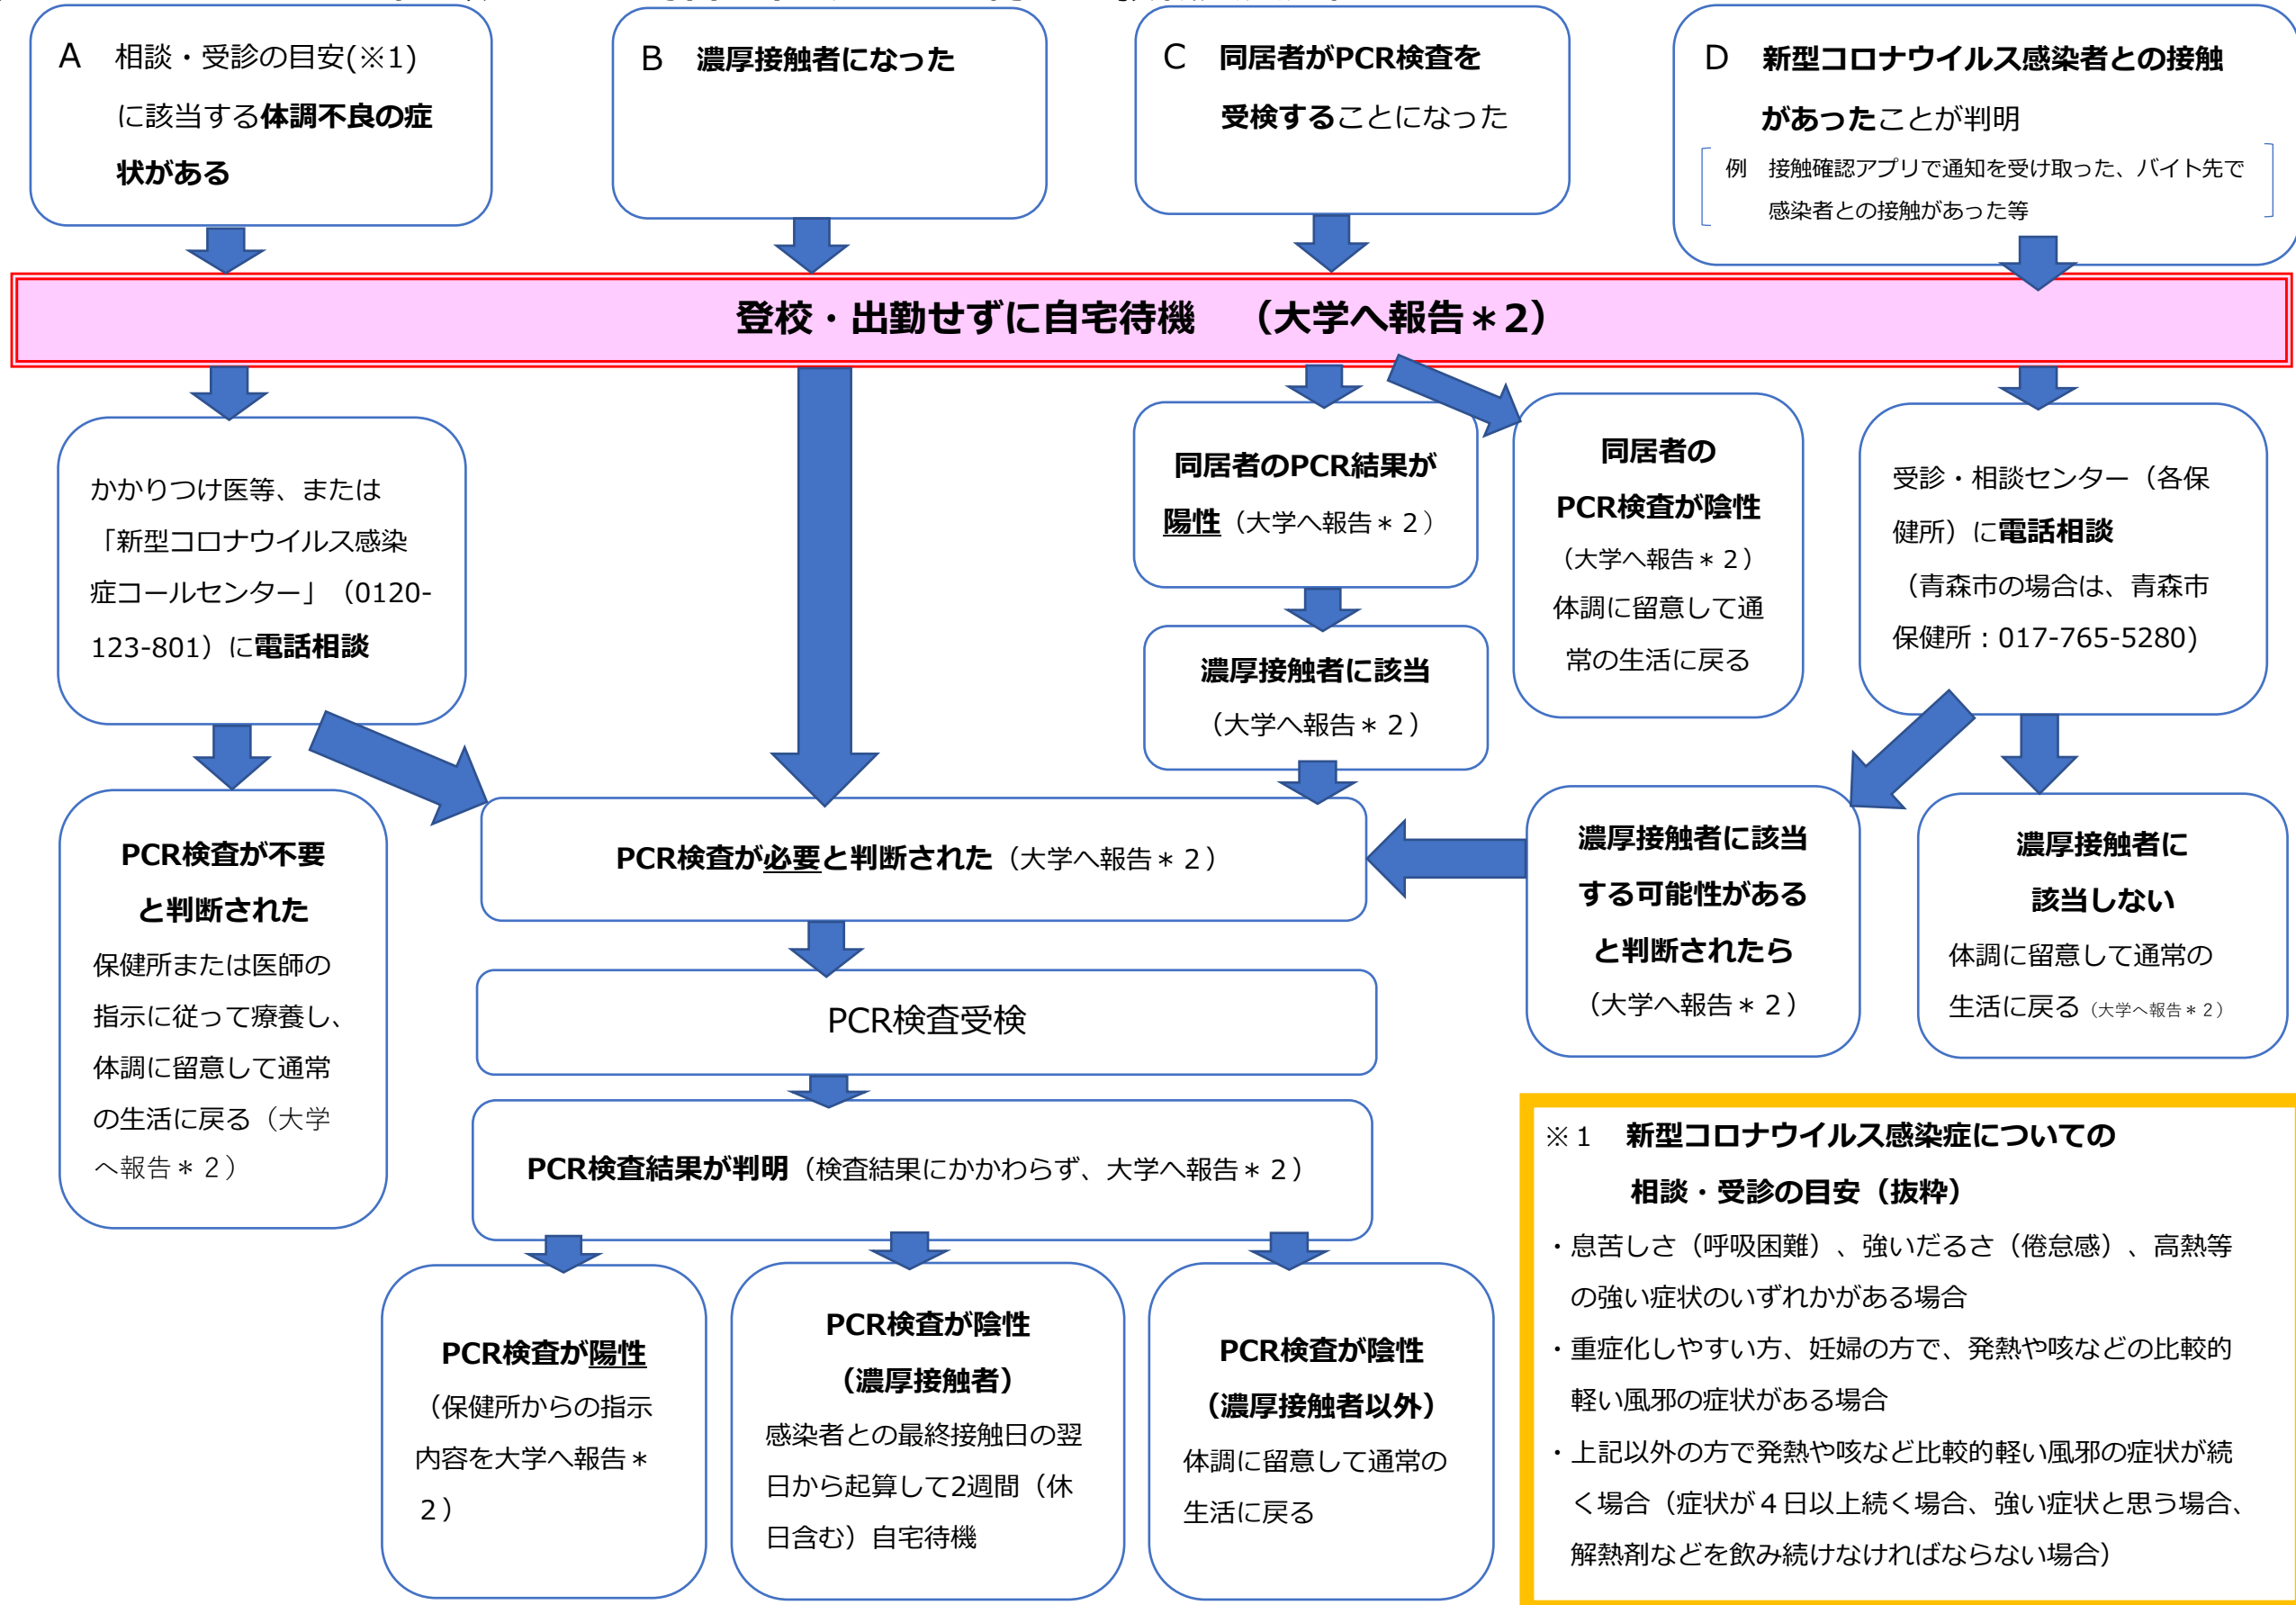 A 相談・受診の目安(※1)
に該当する体調不良の症
状がある
B 濃厚接触者になった
C 同居者がPCR検査を
受検することになった
D 新型コロナウイルス感染者との接触
があったことが判明
例 接触確認アプリで通知を受け取った、バイト先で
感染者との接触があった等
登校・出勤せずに自宅待機 （大学へ報告＊2）
かかりつけ医等、または
「新型コロナウイルス感染
症コールセンター」（0120-
123-801）に電話相談
同居者のPCR結果が
陽性（大学へ報告＊２）
同居者の
PCR検査が陰性
（大学へ報告＊２）
体調に留意して通
常の生活に戻る
受診・相談センター（各保
健所）に電話相談
（青森市の場合は、青森市
保健所：017-765-5280)
濃厚接触者に該当
（大学へ報告＊２）
PCR検査が不要
と判断された
保健所または医師の
指示に従って療養し、
体調に留意して通常
の生活に戻る（大学
へ報告＊２）
PCR検査が必要と判断された（大学へ報告＊２）
濃厚接触者に該当
する可能性がある
と判断されたら
（大学へ報告＊２）
濃厚接触者に
該当しない
体調に留意して通常の
生活に戻る（大学へ報告＊２）
PCR検査受検
PCR検査結果が判明（検査結果にかかわらず、大学へ報告＊２）
PCR検査が陽性
（保健所からの指示
内容を大学へ報告＊
２）
PCR検査が陰性
（濃厚接触者）
感染者との最終接触日の翌
日から起算して2週間（休
日含む）自宅待機
PCR検査が陰性
（濃厚接触者以外）
体調に留意して通常の
生活に戻る
※１ 新型コロナウイルス感染症についての
相談・受診の目安（抜粋）
・息苦しさ（呼吸困難）、強いだるさ（倦怠感）、高熱等
の強い症状のいずれかがある場合
・重症化しやすい方、妊婦の方で、発熱や咳などの比較的
軽い風邪の症状がある場合
・上記以外の方で発熱や咳など比較的軽い風邪の症状が続
く場合（症状が４日以上続く場合、強い症状と思う場合、
解熱剤などを飲み続けなければならない場合）